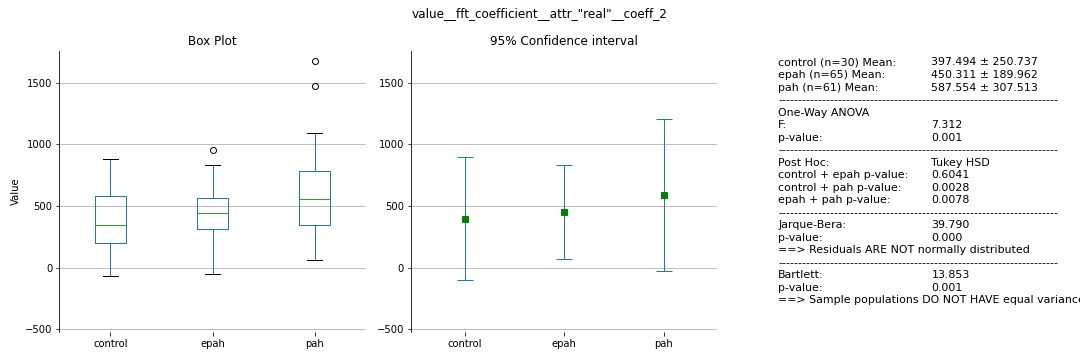 value__fft_coefficient__attr_"real"__coeff_2
Box Plot
Value
1500
1000
500
0
−500
control
epah
pah
95% Confidence interval
1500
1000
500
0
−500
control
epah
pah
control (n=30) Mean: 397.494 ± 250.737
epah (n=65) Mean: 450.311 ± 189.962
pah (n=61) Mean: 587.554 ± 307.513
One-Way ANOVA
F: 7.312
p-value: 0.001
Post Hoc: Tukey HSD
control + epah p-value: 0.6041
control + pah p-value: 0.0028
epah + pah p-value: 0.0078
Jarque-Bera: 39.790
p-value: 0.000
==> Residuals ARE NOT normally distributed
Bartlett: 13.853
p-value: 0.001
==> Sample populations DO NOT HAVE equal variance